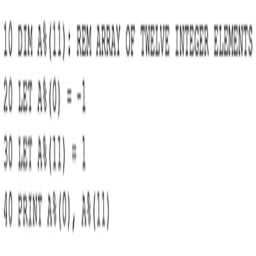 10 DIM A%(11): REM ARRAY OF TWELVE INTEGER ELEMENTS
20 LET A%(0) = -1
30 LET A%(11) = 1
40 PRINT A%(0), A%(11)